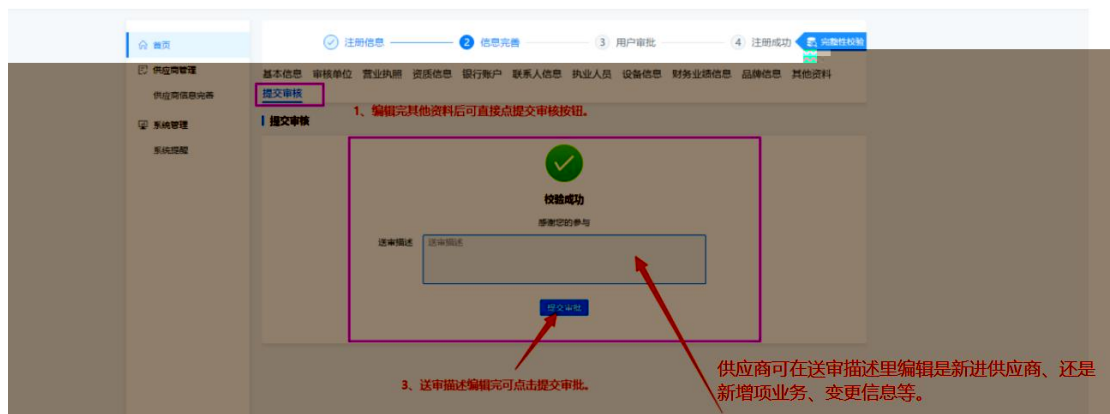 首页
注册信息
2 信息完善
3 用户审批
4 注册成功
完整性校验
供应商管理
供应商信息完善
系统管理
系统提醒
基本信息 审核单位 营业执照 资质信息 银行账户 联系人信息 执业人员 设备信息 财务业绩信息 品牌信息 其他资料
提交审核
1、编辑完其他资料后可直接点提交审核按钮。
提交审核
校验成功
感谢您的参与
送审描述 送审描述
提交审批
供应商可在送审描述里编辑是新进供应商、还是
新增项业务、变更信息等。
3、送审描述编辑完可点击提交审批。